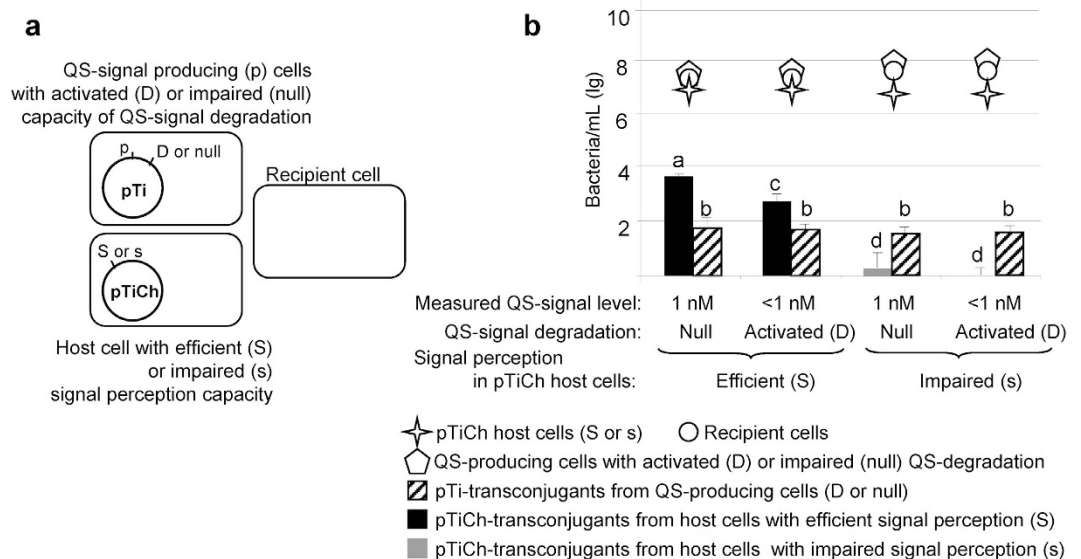 a
QS-signal producing (p) cells
with activated (D) or impaired (null)
capacity of QS-signal degradation
p
D or null
pTi
Recipient cell
S or s
pTiCh
Host cell with efficient (S)
or impaired (s)
signal perception capacity
b
Bacteria/mL (lg)
10
8
6
4
2
a
b
c
b
d
b
d
b
Measured QS-signal level: 1 nM <1 nM 1 nM <1 nM
QS-signal degradation: Null Activated (D) Null Activated (D)
Signal perception
in pTiCh host cells: Efficient (S) Impaired (s)
pTiCh host cells (S or s) Recipient cells
QS-producing cells with activated (D) or impaired (null) QS-degradation
pTi-transconjugants from QS-producing cells (D or null)
pTiCh-transconjugants from host cells with efficient signal perception (S)
pTiCh-transconjugants from host cells with impaired signal perception (s)